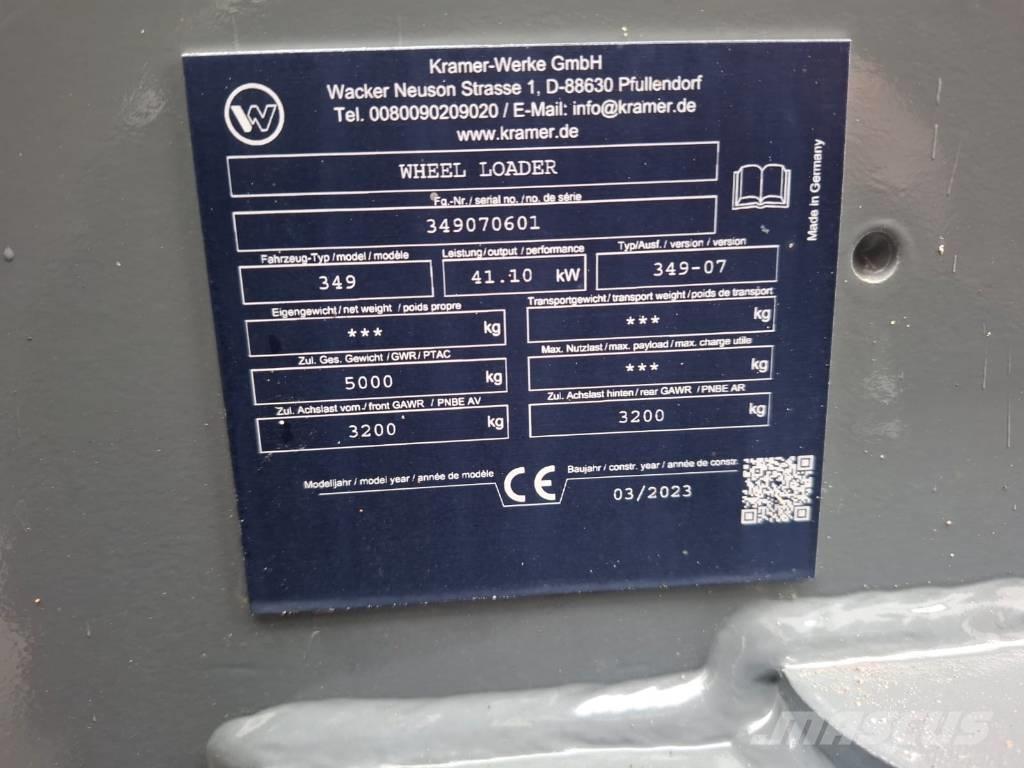 Kramer-Werke GmbH
Wacker Neuson Strasse 1, D-88630 Pfullendorf
Tel. 0080090209020 / E-Mail: info@kramer.de
www.kramer.de
WHEEL LOADER
Fg.-Nr./ serial no. / no. de série
349070601
Made in Germany
Fahrzeug-Typ / model / modèle
Leistung / output / performance
Typ/Ausf. / version / version
349
41.10 kW
349-07
Eigengewicht / net weight / poids propre
Transportgewicht / transport weight / poids de transport
*** kg
*** kg
Zul. Ges. Gewicht / GWR / PTAC
Max. Nutzlast / max. payload / max. charge utile
5000 kg
*** kg
Zul. Achslast vorn / front GAWR / PNBE AV
Zul. Achslast hinten / rear GAWR / PNBE AR
3200 kg
3200 kg
Modelljahr / model year / année de modèle
CE
Baujahr / constr. year / année de constr.
03/2023
MASCUS